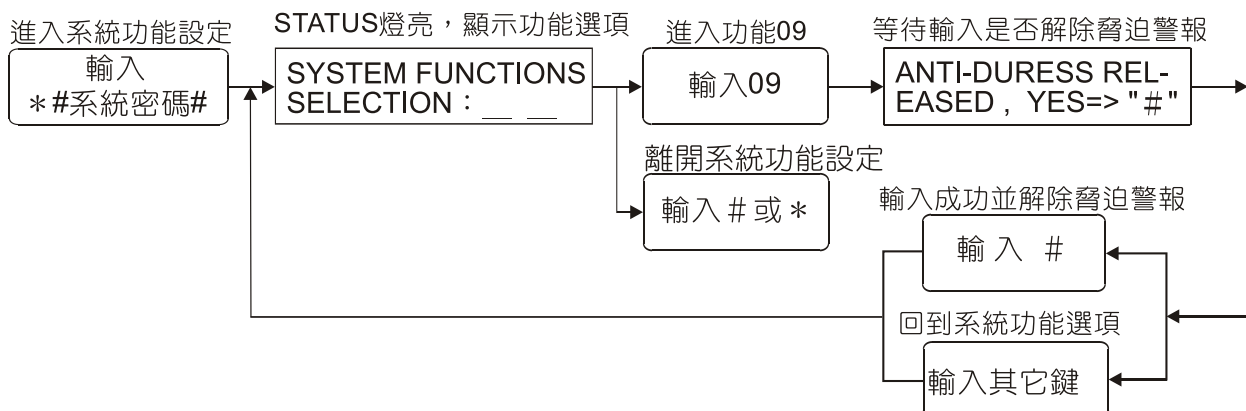 進入系統功能設定
輸入
＊#系統密碼#
STATUS燈亮，顯示功能選項
SYSTEM FUNCTIONS
SELECTION： __ __
進入功能09
輸入09
等待輸入是否解除脅迫警報
ANTI-DURESS REL-
EASED , YES=> "#"
離開系統功能設定
輸入＃或＊
輸入成功並解除脅迫警報
輸入 ＃
回到系統功能選項
輸入其它鍵